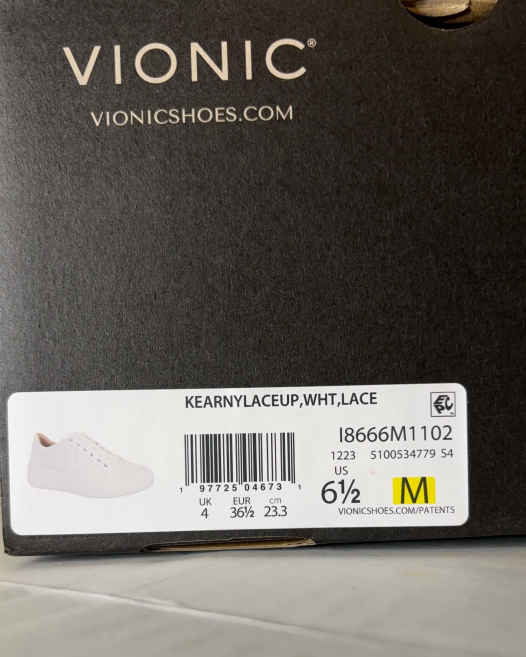 VIONIC®
VIONICSHOES.COM
KEARNYLACEUP,WHT,LACE
I8666M1102
1223 5100534779 S4
US
6½ M
1 97725 04673 1
UK EUR cm
4 36½ 23.3
VIONICSHOES.COM/PATENTS